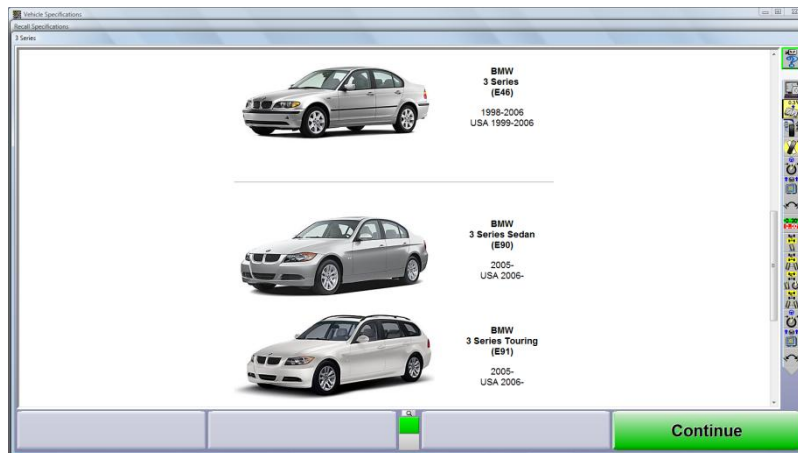 Vehicle Specifications
Recall Specifications
3 Series
BMW
3 Series
(E46)
1998-2006
USA 1999-2006
BMW
3 Series Sedan
(E90)
2005-
USA 2006-
BMW
3 Series Touring
(E91)
2005-
USA 2006-
Continue